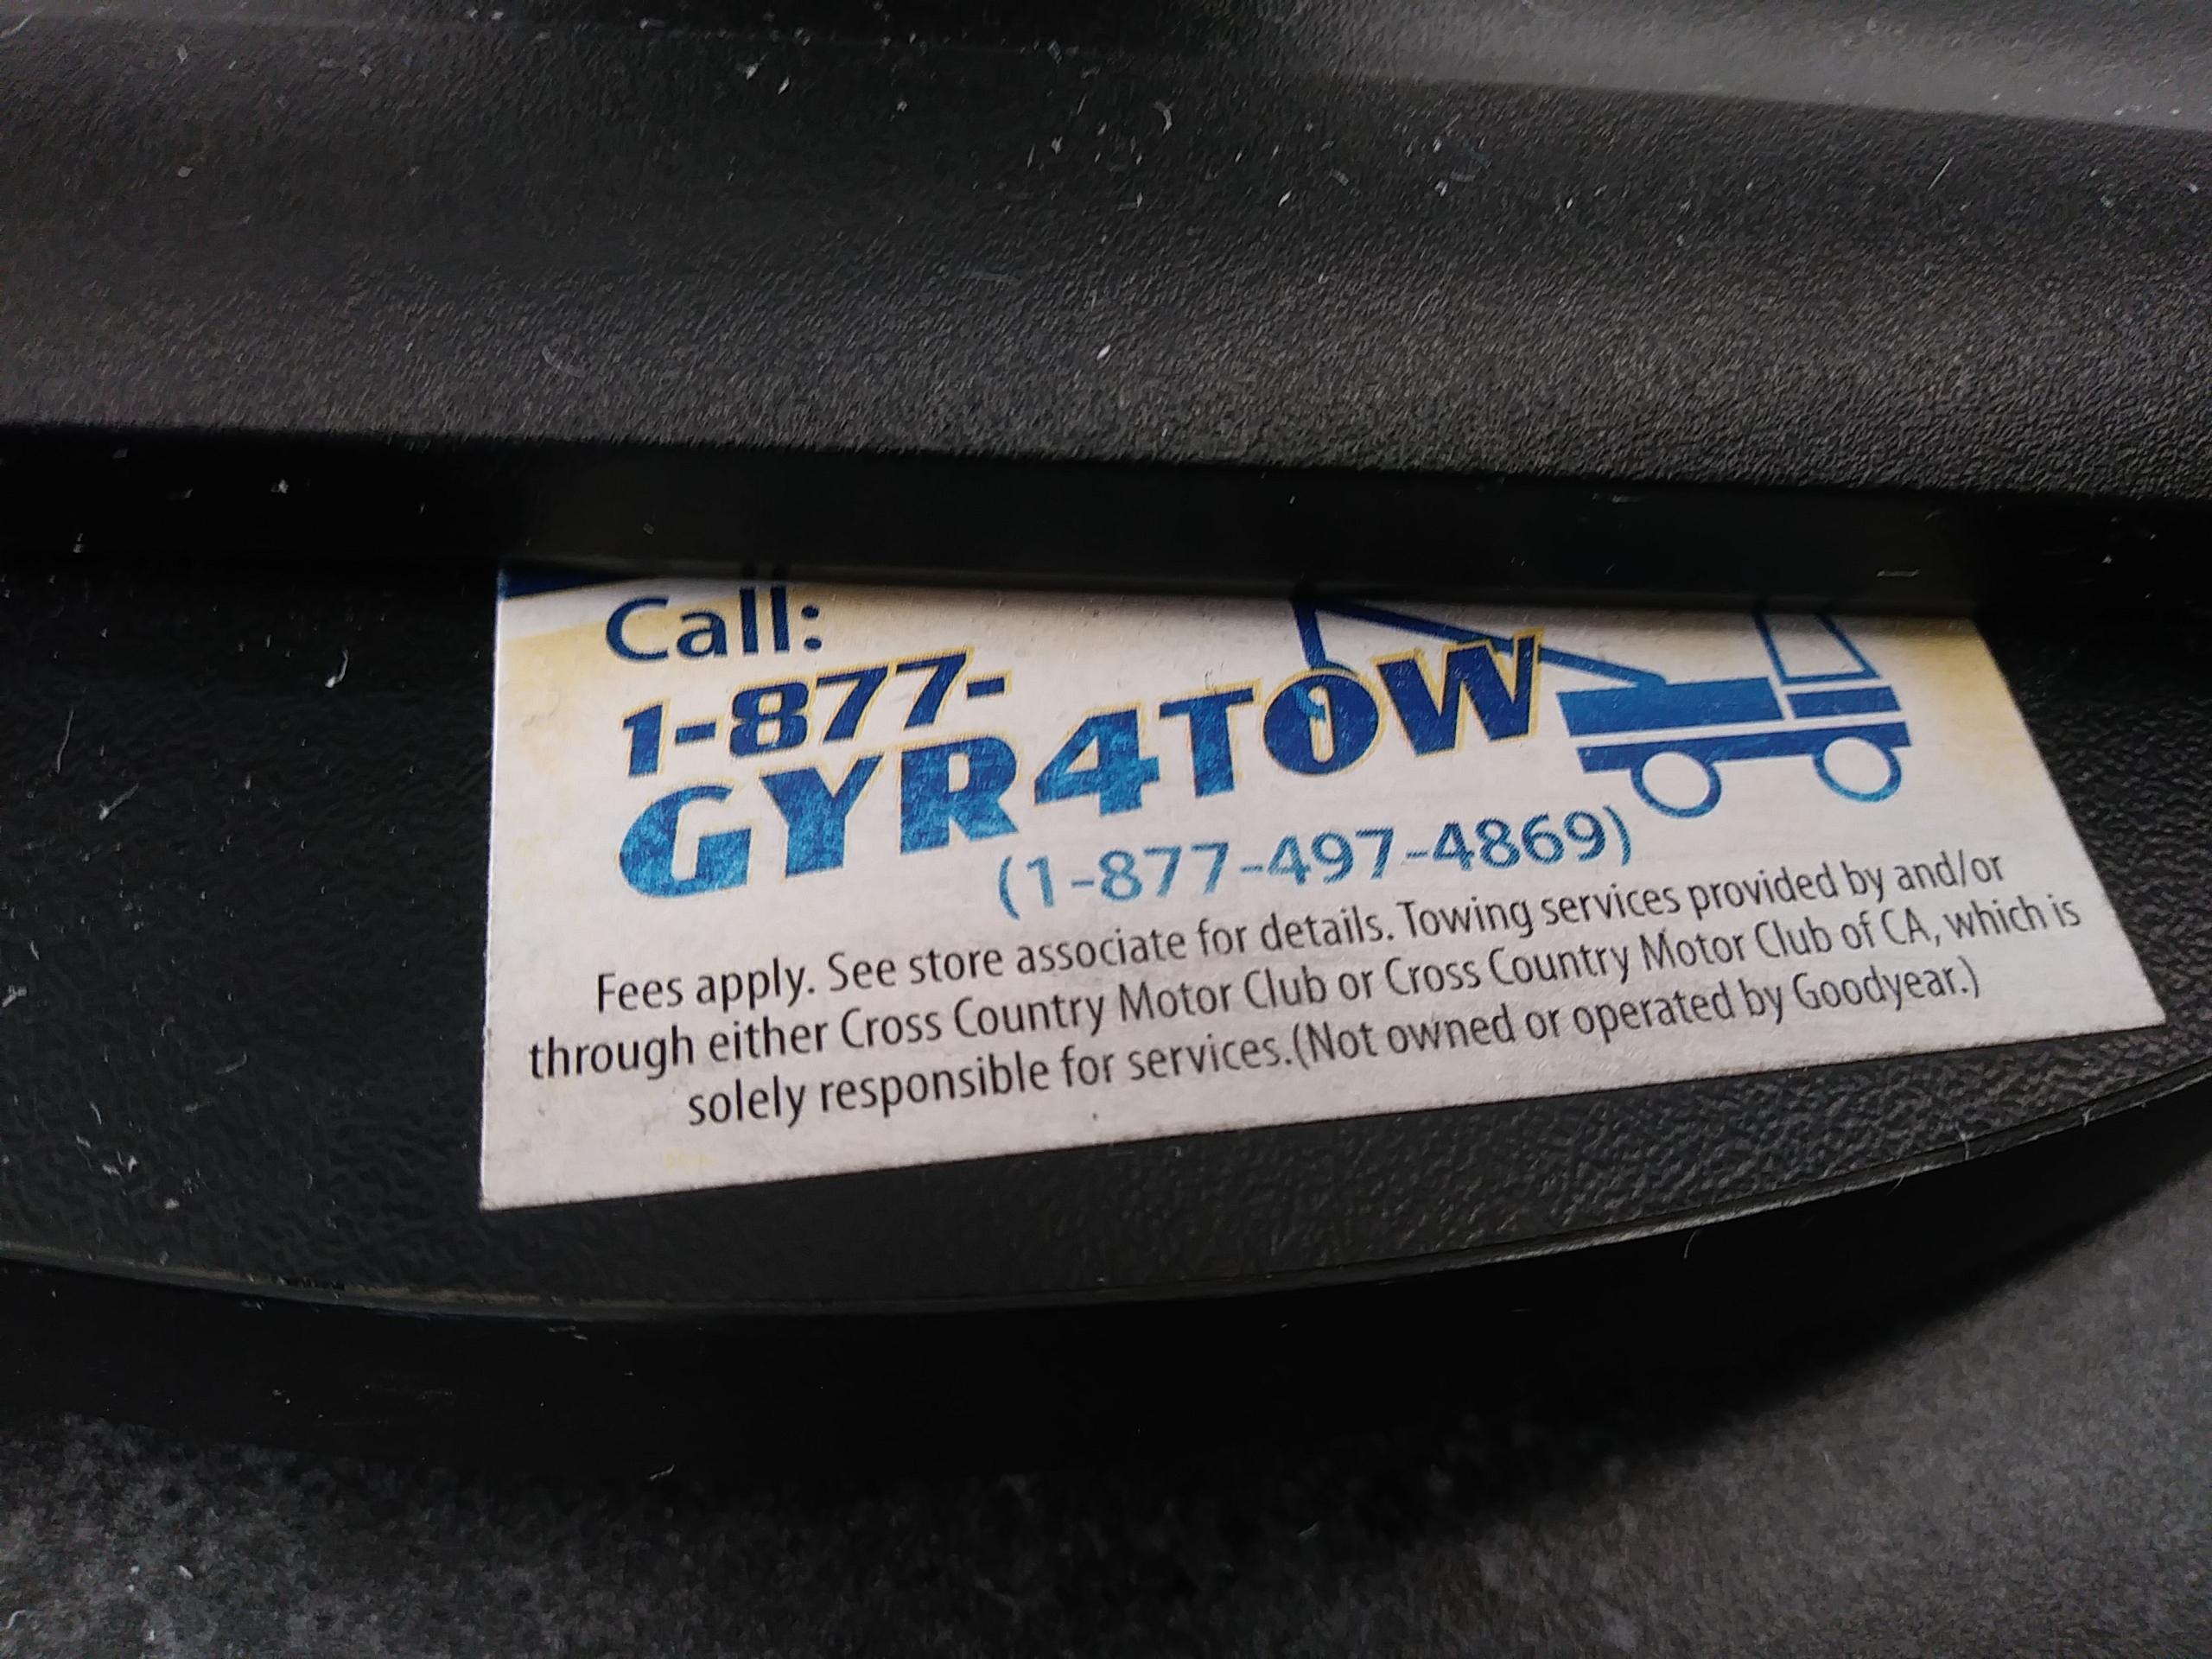 Call:
1-877-
GYR4TOW
(1-877-497-4869)
Fees apply. See store associate for details. Towing services provided by and/or
through either Cross Country Motor Club or Cross Country Motor Club of CA, which is
solely responsible for services.(Not owned or operated by Goodyear.)